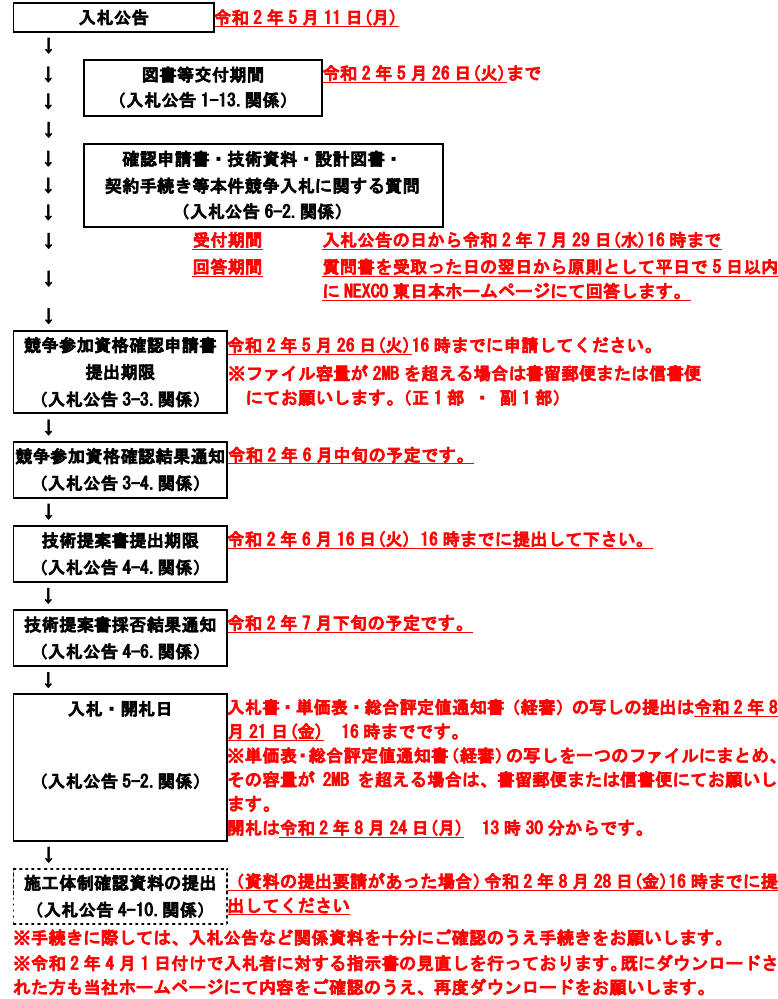 入札公告 令和2年5月11日(月)
↓
↓ 図書等交付期間 令和2年5月26日(火)まで
↓ (入札公告1-13.関係)
↓
↓ 確認申請書・技術資料・設計図書・
↓ 契約手続き等本件競争入札に関する質問
↓ (入札公告6-2.関係)
↓ 受付期間 入札公告の日から令和2年7月29日(水)16時まで
回答期間 質問書を受取った日の翌日から原則として平日で5日以内
↓ にNEXCO東日本ホームページにて回答します。
↓
競争参加資格確認申請書 令和2年5月26日(火)16時までに申請してください。
提出期限 ※ファイル容量が2MBを超える場合は書留郵便または信書便
(入札公告3-3.関係) にてお願いします。(正1部 ・ 副1部)
↓
競争参加資格確認結果通知 令和2年6月中旬の予定です。
(入札公告3-4.関係)
↓
技術提案書提出期限 令和2年6月16日(火) 16時までに提出して下さい。
(入札公告4-4.関係)
↓
技術提案書採否結果通知 令和2年7月下旬の予定です。
(入札公告4-6.関係)
↓
入札・開札日 入札書・単価表・総合評定値通知書(経審)の写しの提出は令和2年8
月21日(金) 16時までです。
※単価表・総合評定値通知書(経審)の写しを一つのファイルにまとめ、
(入札公告5-2.関係) その容量が2MBを超える場合は、書留郵便または信書便にてお願いし
ます。
開札は令和2年8月24日(月) 13時30分からです。
↓
施工体制確認資料の提出 (資料の提出要請があった場合)令和2年8月28日(金)16時までに提
(入札公告4-10.関係) 出してください
※手続きに際しては、入札公告など関係資料を十分にご確認のうえ手続きをお願いします。
※令和2年4月1日付けで入札者に対する指示書の見直しを行っております。既にダウンロードさ
れた方も当社ホームページにて内容をご確認のうえ、再度ダウンロードをお願いします。